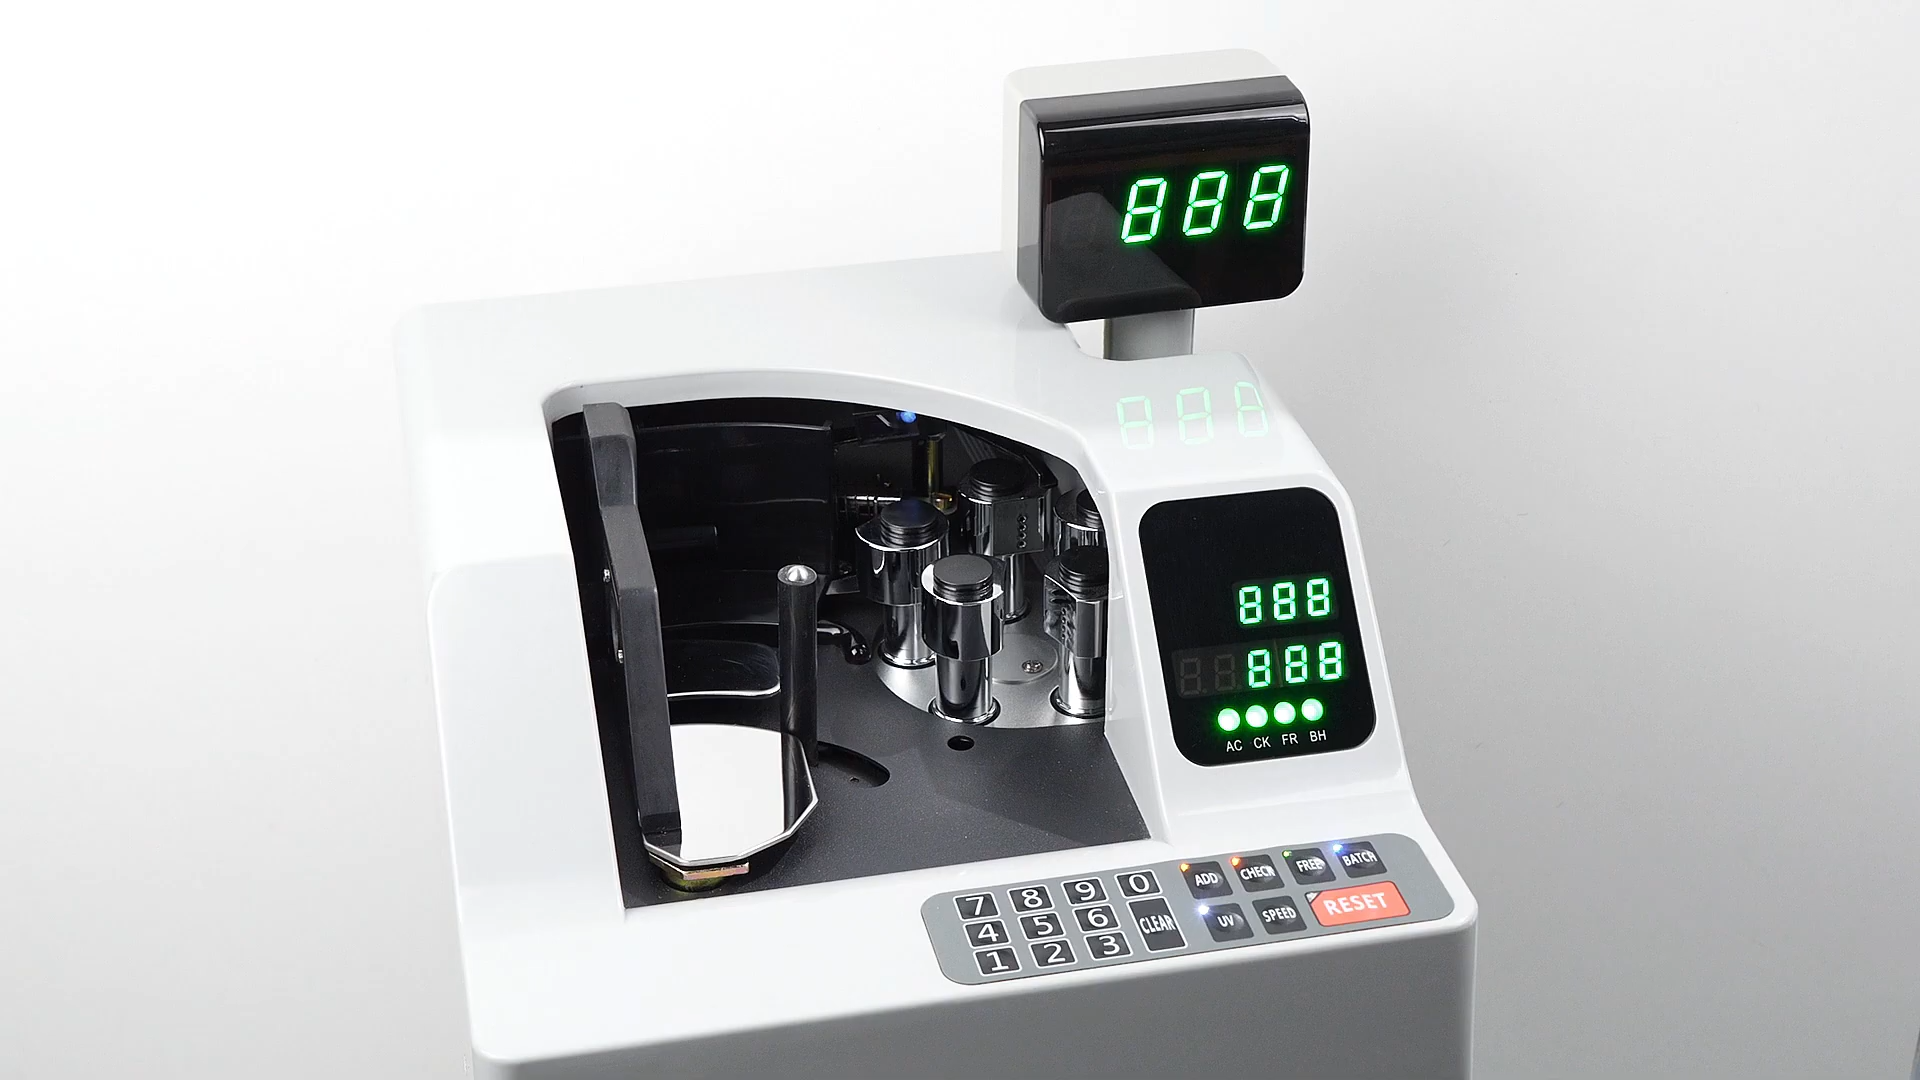 888
888
888
AC CK FR BH
7 8 9 0 ADD CHECK FREE BATCH
4 5 6 CLEAR UV SPEED RESET
1 2 3